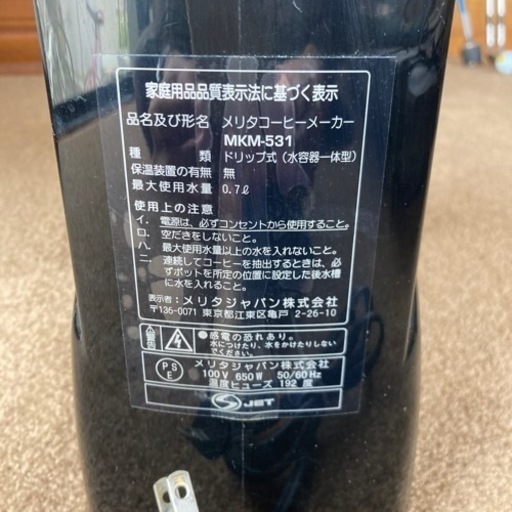 家庭用品品質表示法に基づく表示
品名及び形名 メリタコーヒーメーカー
MKM-531
種 類 ドリップ式（水容器一体型）
保温装置の有無 無
最大使用水量 0.7ℓ
使用上の注意
イ. 電源は、必ずコンセントから使用すること。
ロ. 空だきをしないこと。
ハ. 最大使用水量以上の水を入れないこと。
ニ. 連続してコーヒーを抽出するときは、必
ずポットを所定の位置に設定した後水槽
に水を入れること。
表示者：メリタジャパン株式会社
〒136-0071 東京都江東区亀戸 2-26-10
●感電の恐れあり。
水につけたり、水をかけたりしない
でください。
PSE
メリタジャパン株式会社
100V 650W 50/60Hz
温度ヒューズ 192 度
JET